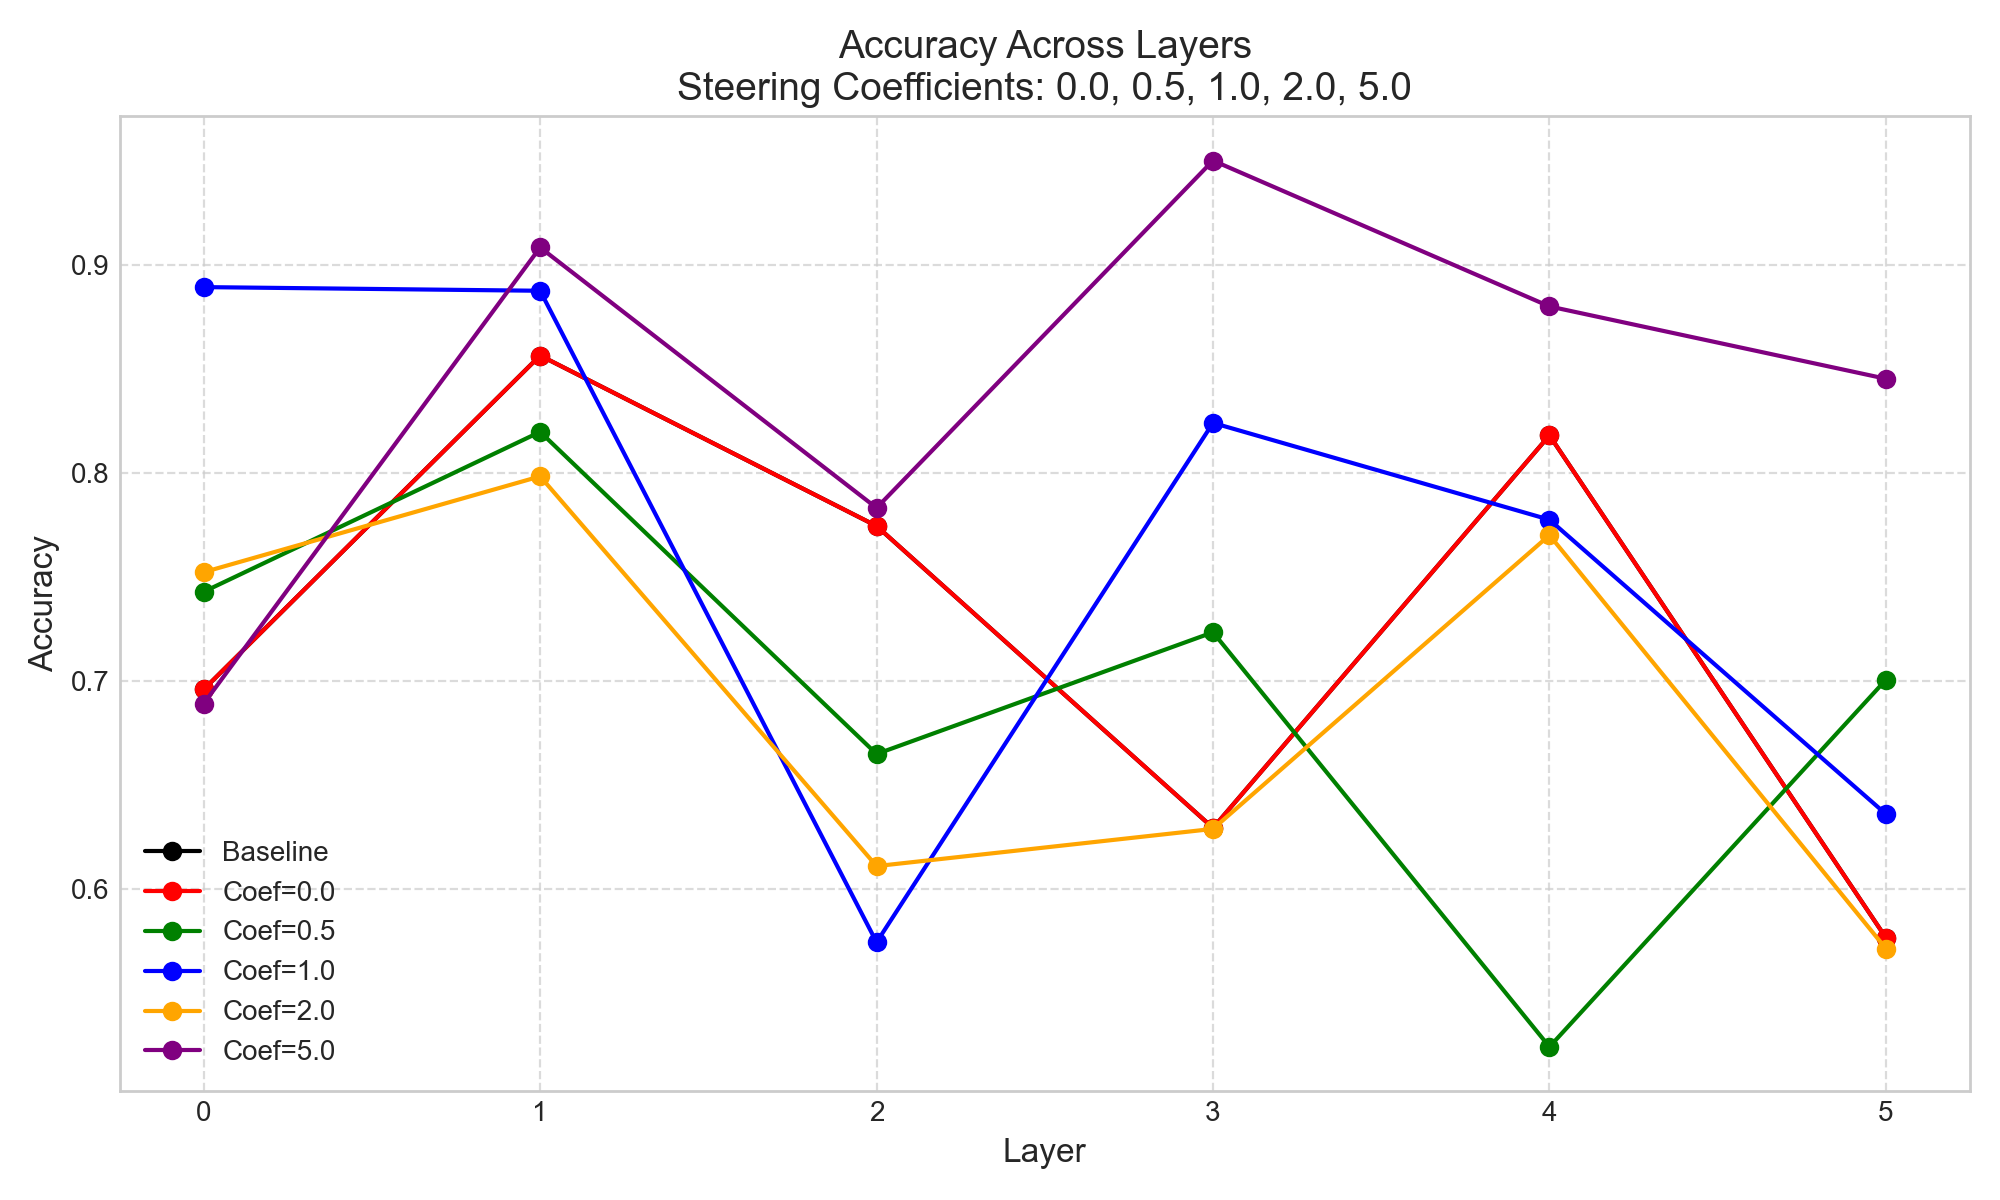 Accuracy Across Layers
Steering Coefficients: 0.0, 0.5, 1.0, 2.0, 5.0
Accuracy
0.9
0.8
0.7
0.6
Baseline
Coef=0.0
Coef=0.5
Coef=1.0
Coef=2.0
Coef=5.0
0 1 2 3 4 5
Layer